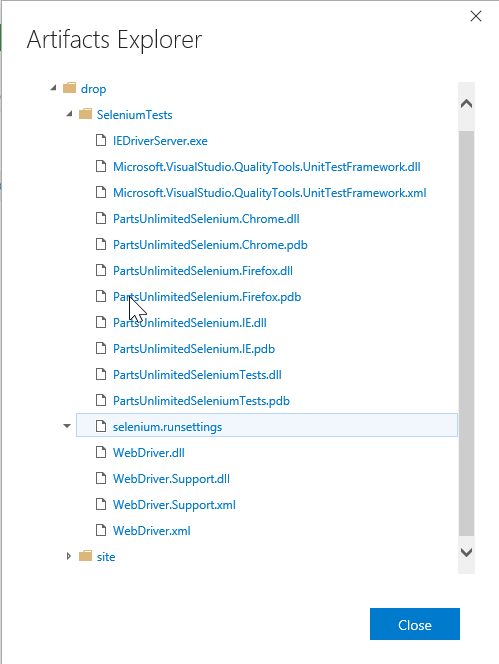 Artifacts Explorer
drop
SeleniumTests
IEDriverServer.exe
Microsoft.VisualStudio.QualityTools.UnitTestFramework.dll
Microsoft.VisualStudio.QualityTools.UnitTestFramework.xml
PartsUnlimitedSelenium.Chrome.dll
PartsUnlimitedSelenium.Chrome.pdb
PartsUnlimitedSelenium.Firefox.dll
PartsUnlimitedSelenium.Firefox.pdb
PartsUnlimitedSelenium.IE.dll
PartsUnlimitedSelenium.IE.pdb
PartsUnlimitedSeleniumTests.dll
PartsUnlimitedSeleniumTests.pdb
selenium.runsettings
WebDriver.dll
WebDriver.Support.dll
WebDriver.Support.xml
WebDriver.xml
site
Close